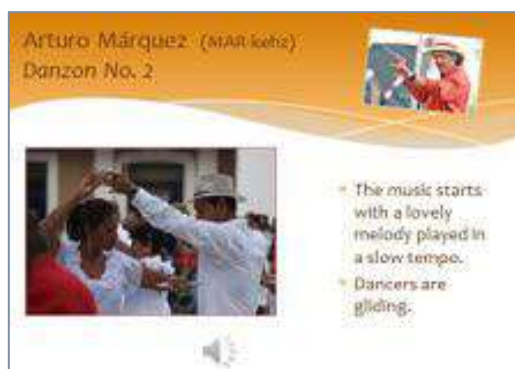 Arturo Márquez (MAR-kehz)
Danzon No. 2
The music starts
with a lovely
melody played in
a slow tempo.
Dancers are
gliding.